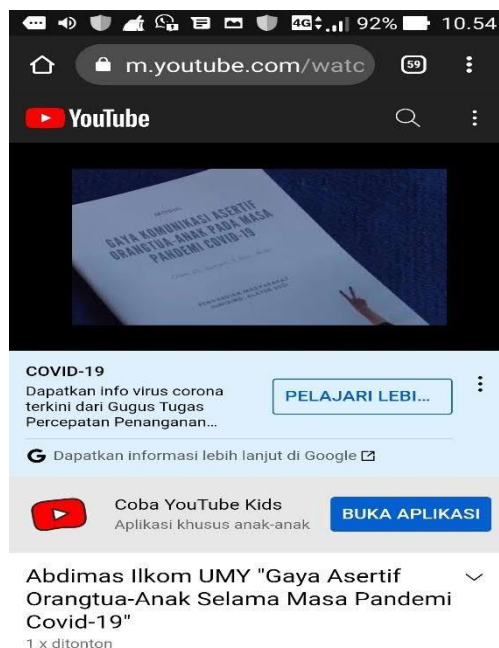 4G 92% 10.54
m.youtube.com/watc 59
YouTube
GAYA KOMUNIKASI ASERTIF
ORANGTUA-ANAK PADA MASA
PANDEMI COVID-19
COVID-19
Dapatkan info virus corona
terkini dari Gugus Tugas
Percepatan Penanganan...
PELAJARI LEBI...
G Dapatkan informasi lebih lanjut di Google
Coba YouTube Kids
Aplikasi khusus anak-anak
BUKA APLIKASI
Abdimas Ilkom UMY "Gaya Asertif
Orangtua-Anak Selama Masa Pandemi
Covid-19"
1 x ditonton